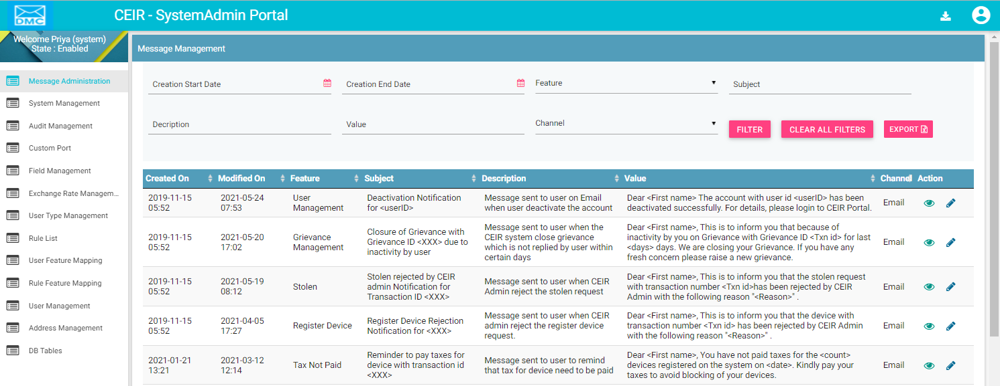 DMC
CEIR - SystemAdmin Portal
Welcome Priya (system)
State : Enabled
Message Administration
System Management
Audit Management
Custom Port
Field Management
Exchange Rate Managem...
User Type Management
Rule List
User Feature Mapping
Rule Feature Mapping
User Management
Address Management
DB Tables
Message Management
Creation Start Date
Creation End Date
Feature
Subject
Decription
Value
Channel
FILTER
CLEAR ALL FILTERS
EXPORT
Created On Modified On Feature Subject Description Value Channel Action
2019-11-15
05:52
2021-05-24
07:53
User
Management
Deactivation Notification
for <userID>
Message sent to user on Email
when user deactivate the account
Dear <First name> The account with user id <userID> has been
deactivated successfully. For details, please login to CEIR Portal.
Email
2019-11-15
05:52
2021-05-20
17:02
Grievance
Management
Closure of Grievance with
Grievance ID <XXX> due to
inactivity by user
Message sent to user when the
CEIR system close grievance
which is not replied by user within
certain days
Dear <First name>, This is to inform you that because of
inactivity by you on Grievance with Grievance ID <Txn id> for last
<days> days. We are closing your Grievance. If you have any
fresh concern please raise a new grievance.
Email
2019-11-15
05:52
2021-05-19
08:12
Stolen
Stolen rejected by CEIR
admin Notification for
Transaction ID <XXX>
Message sent to user when CEIR
Admin reject the stolen request
Dear <First name>, This is to inform you that the stolen request
with transaction number <Txn id>has been rejected by CEIR
Admin with the following reason "<Reason>" .
Email
2019-11-15
05:52
2021-04-05
17:27
Register Device
Register Device Rejection
Notification for <XXX>
Message sent to user when CEIR
admin reject the register device
request.
Dear <First name>, This is to inform you that the device with
transaction number <Txn id> has been rejected by CEIR Admin
with the following reason "<Reason>" .
Email
2021-01-21
13:21
2021-03-12
12:14
Tax Not Paid
Reminder to pay taxes for
device with transaction id
<XXX>
Message sent to user to remind
that tax for device need to be paid
Dear <First name>, You have not paid taxes for the <count>
devices registered on the system on <date>. Kindly pay your
taxes to avoid blocking of your devices.
Email